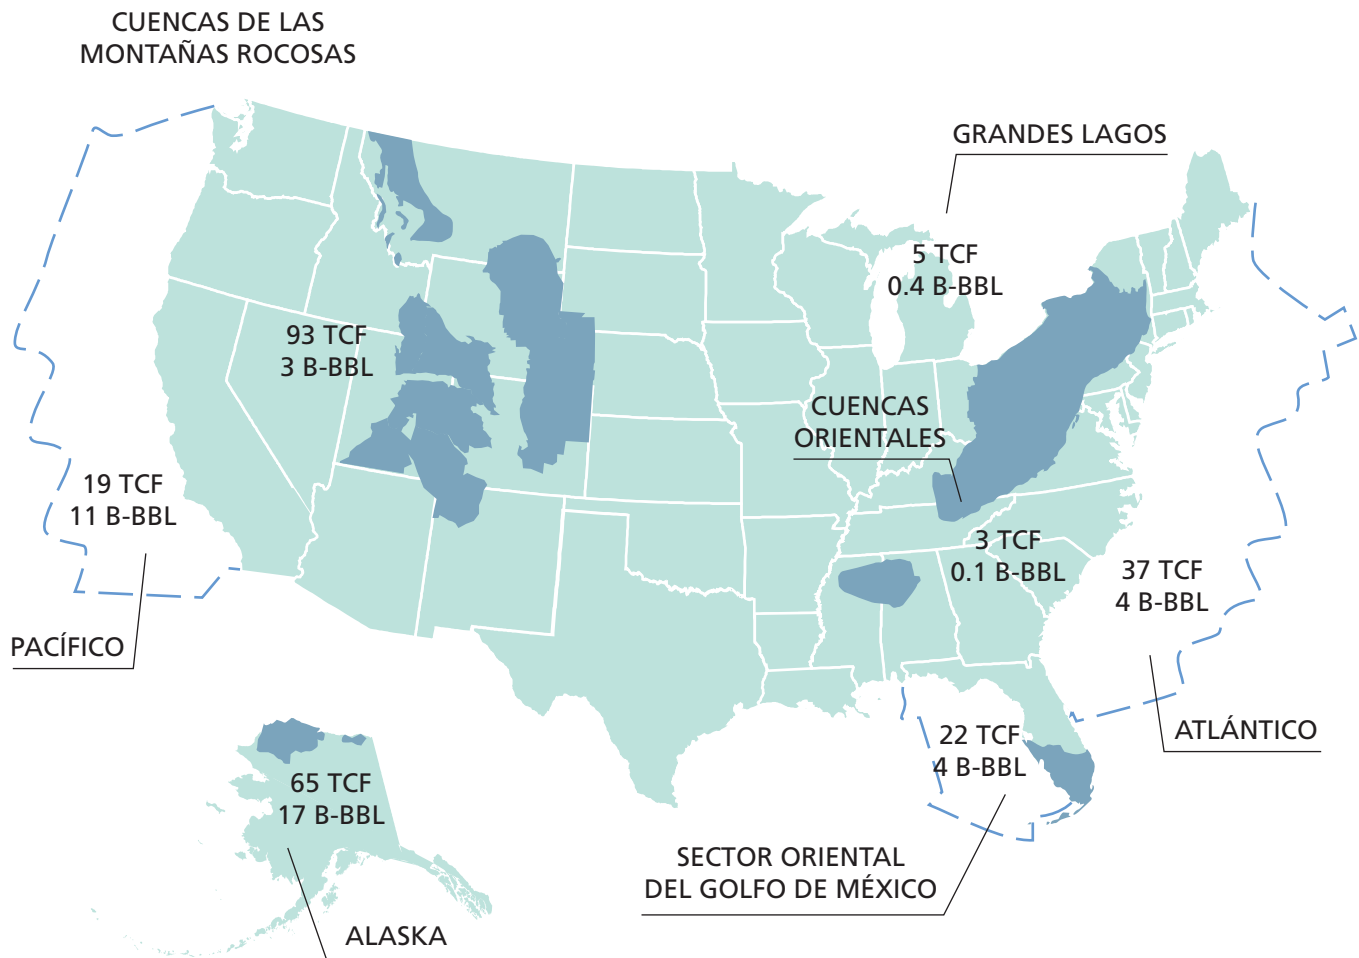 CUENCAS DE LAS
MONTAÑAS ROCOSAS
GRANDES LAGOS
5 TCF
0.4 B-BBL
93 TCF
3 B-BBL
CUENCAS
ORIENTALES
19 TCF
11 B-BBL
3 TCF
0.1 B-BBL
37 TCF
4 B-BBL
PACÍFICO
ATLÁNTICO
22 TCF
4 B-BBL
65 TCF
17 B-BBL
SECTOR ORIENTAL
DEL GOLFO DE MÉXICO
ALASKA